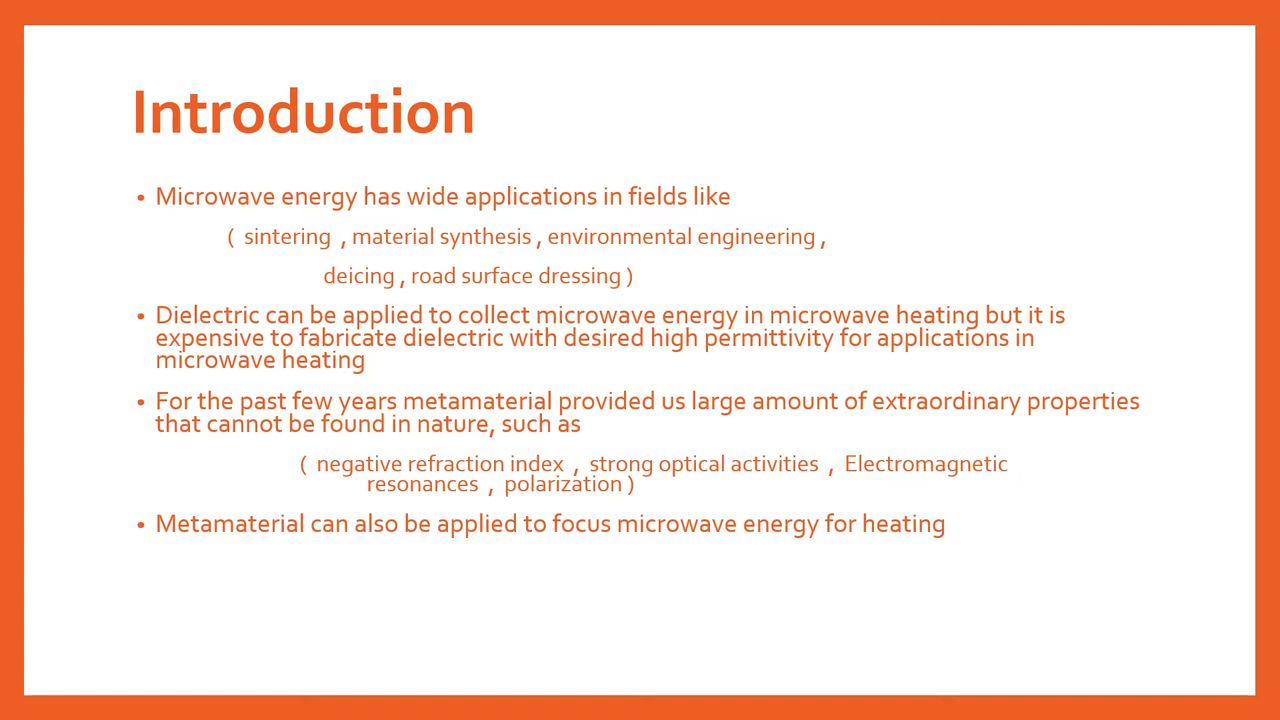 Introduction
• Microwave energy has wide applications in fields like
( sintering , material synthesis , environmental engineering ,
deicing , road surface dressing )
• Dielectric can be applied to collect microwave energy in microwave heating but it is
expensive to fabricate dielectric with desired high permittivity for applications in
microwave heating
• For the past few years metamaterial provided us large amount of extraordinary properties
that cannot be found in nature, such as
( negative refraction index , strong optical activities , Electromagnetic
resonances , polarization )
• Metamaterial can also be applied to focus microwave energy for heating